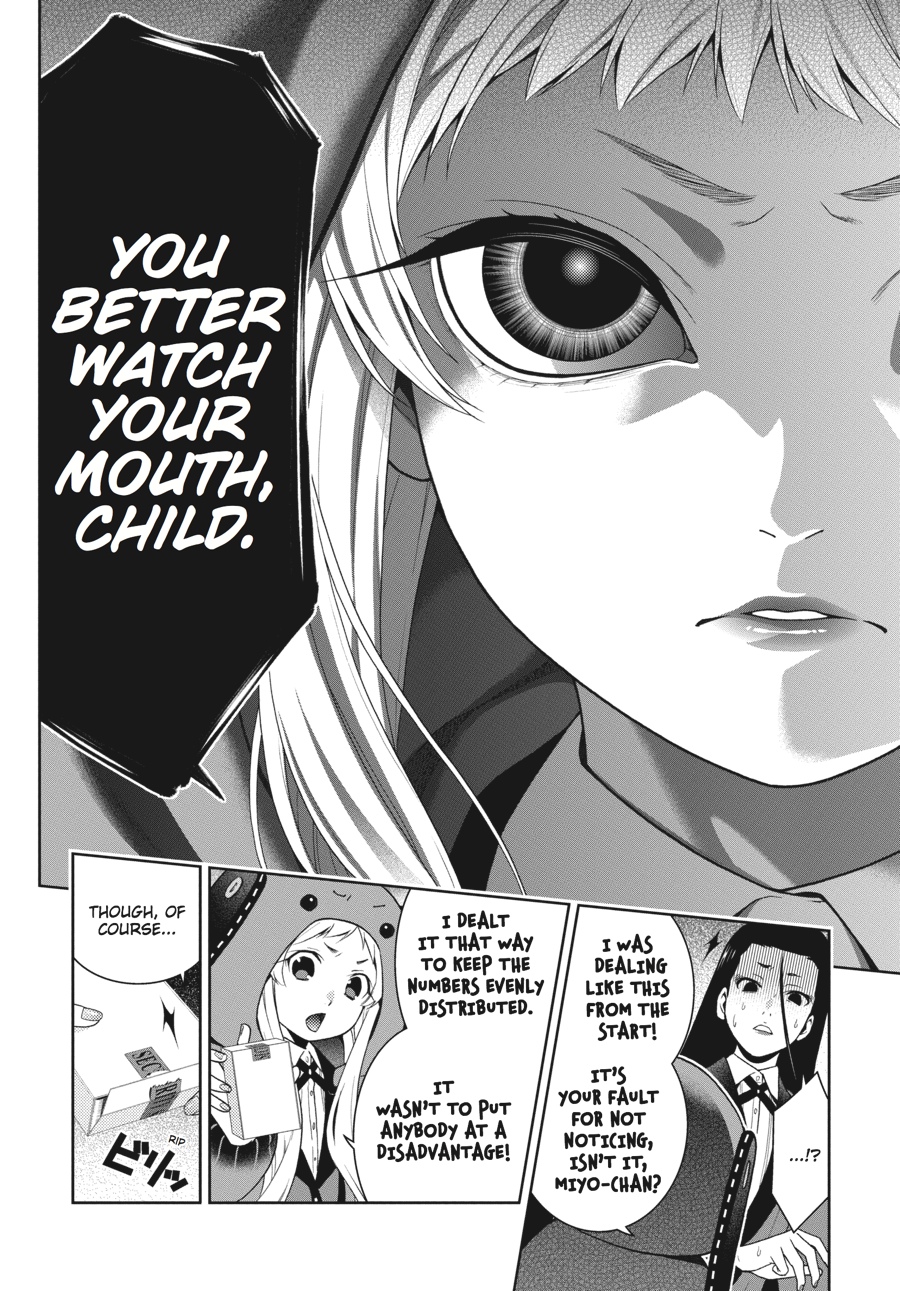 YOU
BETTER
WATCH
YOUR
MOUTH,
CHILD.
...!?
I WAS
DEALING
LIKE THIS
FROM THE
START!
IT'S
YOUR FAULT
FOR NOT
NOTICING,
ISN'T IT,
MIYO-CHAN?
I DEALT
IT THAT WAY
TO KEEP THE
NUMBERS EVENLY
DISTRIBUTED.
IT
WASN'T TO PUT
ANYBODY AT A
DISADVANTAGE!
THOUGH, OF
COURSE...
RIP
ビリッ